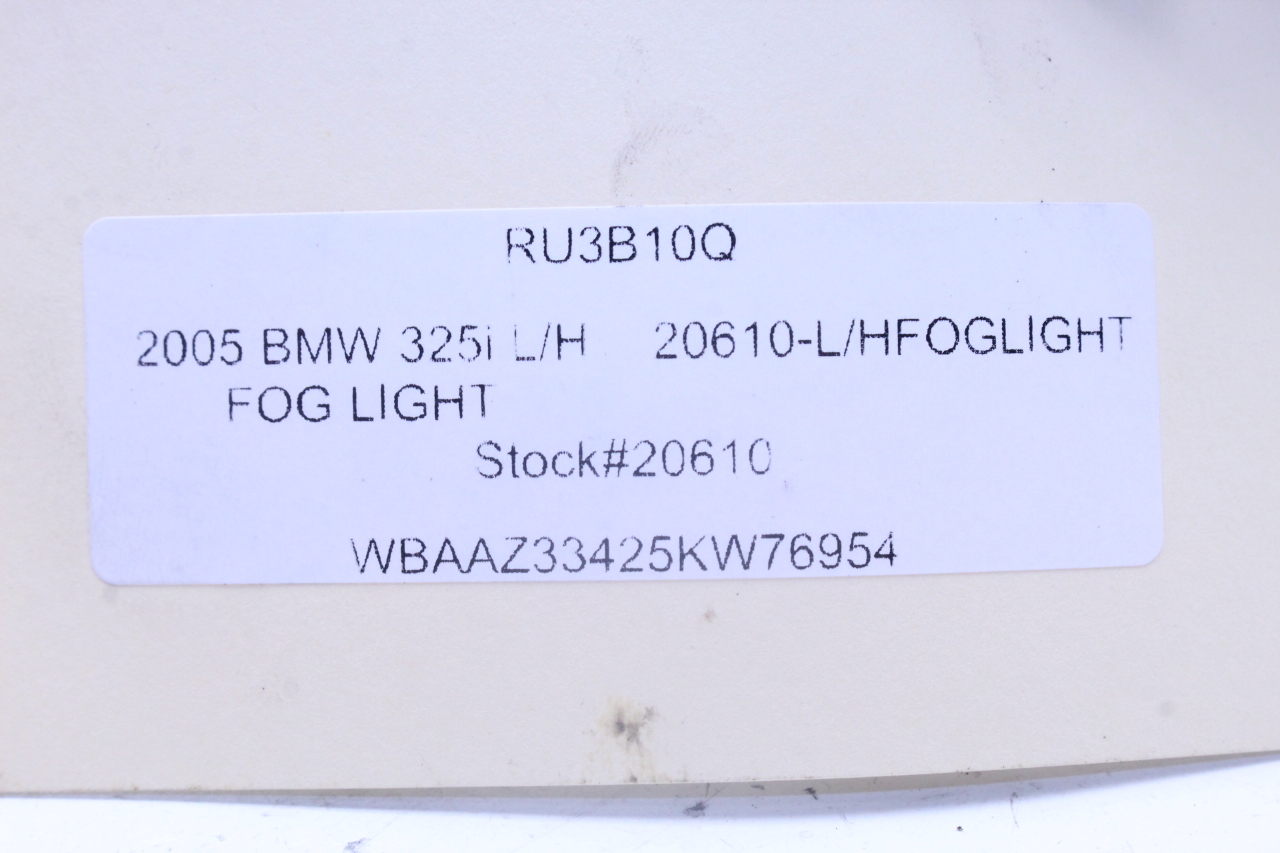 RU3B10Q
2005 BMW 325i L/H 20610-L/HFOGLIGHT
FOG LIGHT
Stock#20610
WBAAZ33425KW76954